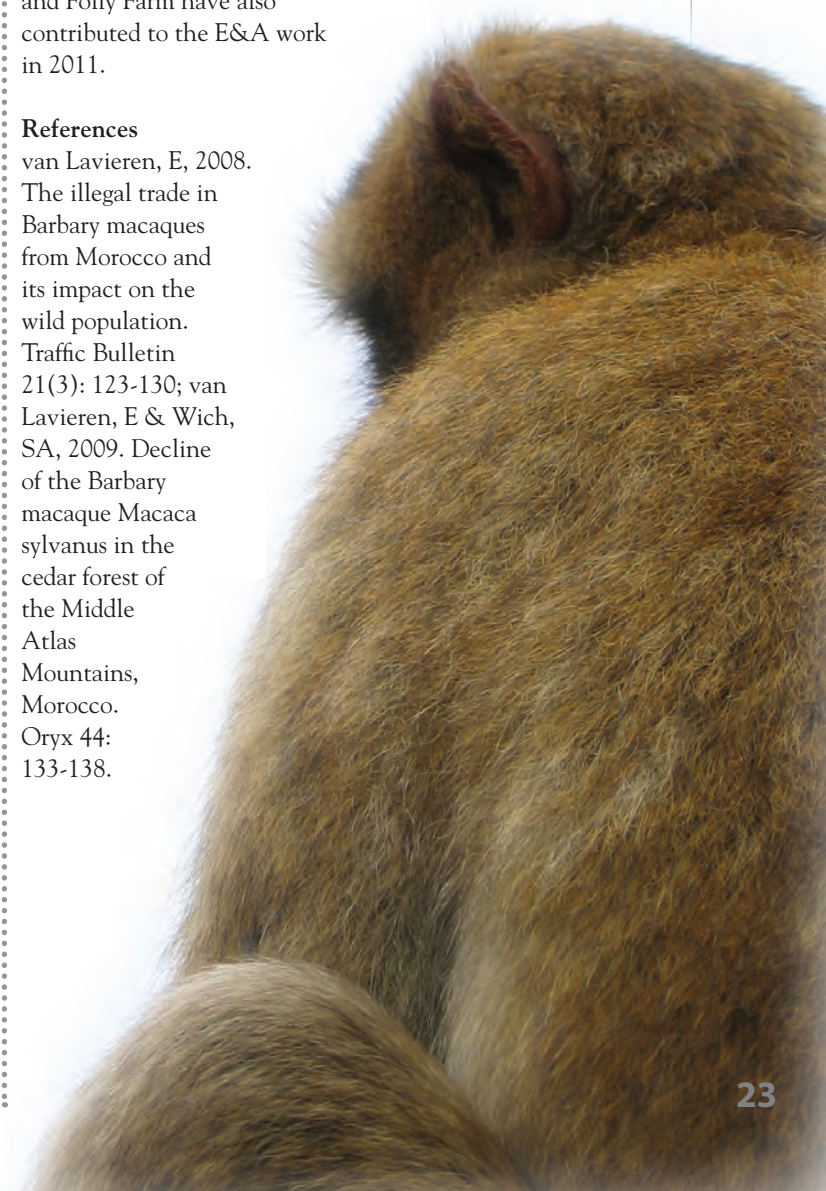 and Folly Farm have also
contributed to the E&A work
in 2011.
References
van Lavieren, E, 2008.
The illegal trade in
Barbary macaques
from Morocco and
its impact on the
wild population.
Traffic Bulletin
21(3): 123-130; van
Lavieren, E & Wich,
SA, 2009. Decline
of the Barbary
macaque Macaca
sylvanus in the
cedar forest of
the Middle
Atlas
Mountains,
Morocco.
Oryx 44:
133-138.
23